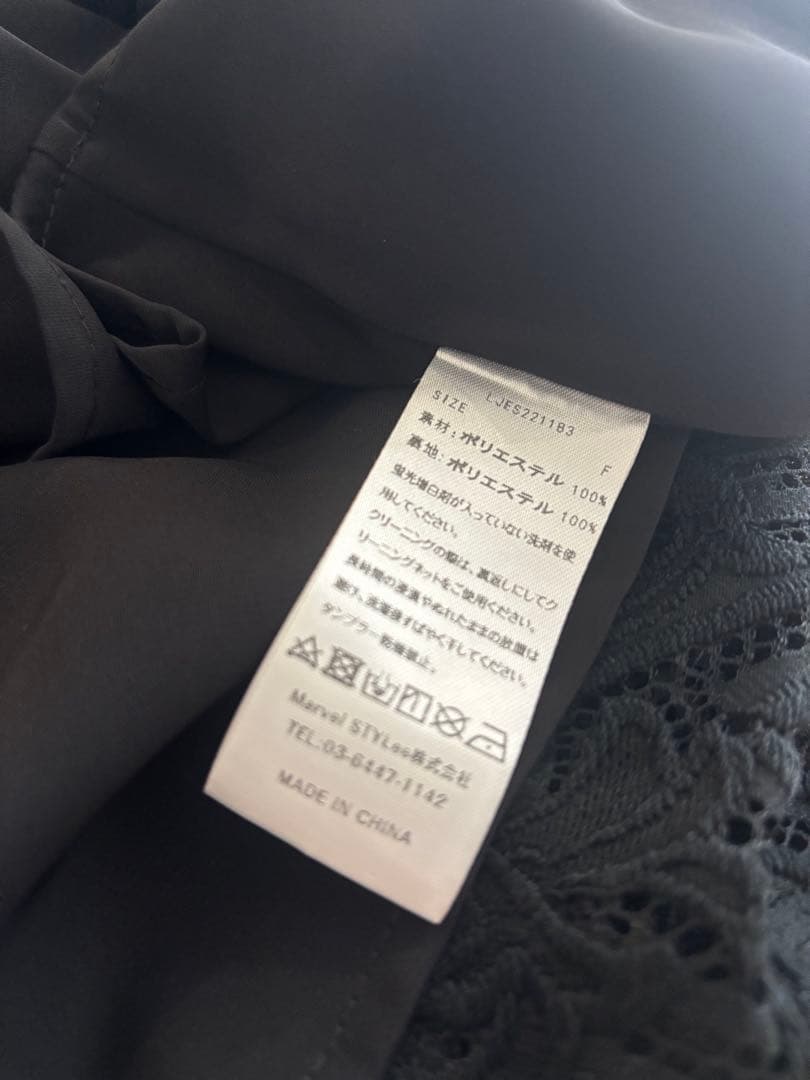 LJES2211B3
SIZE F
素材：ポリエステル 100%
裏地：ポリエステル 100%
蛍光増白剤が入っていない洗剤を使
用してください。
クリーニングの際は、裏返しにしてク
リーニングネットをご使用ください。
長時間の浸漬やぬれたままの放置は
避け、洗濯後すばやく干してください。
タンブラー乾燥禁止。
Marvel STYLee株式会社
TEL:03-6447-1142
MADE IN CHINA